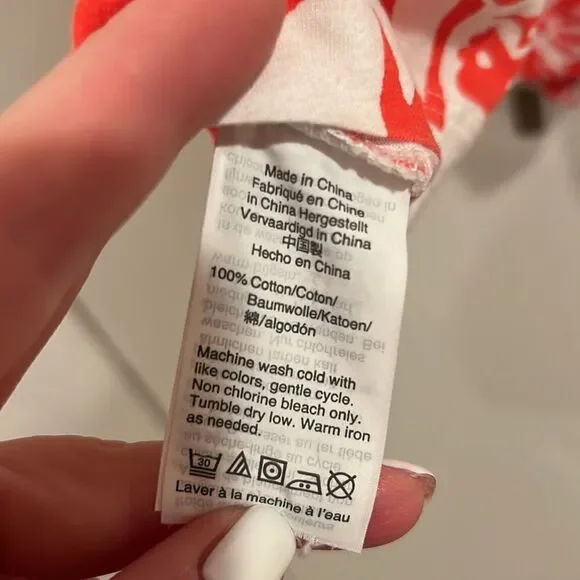 Made in China
Fabriqué en Chine
in China Hergestellt
Vervaardigd in China
中国製
Hecho en China
100% Cotton/Coton/
Baumwolle/Katoen/
綿/algodón
Machine wash cold with
like colors, gentle cycle.
Non chlorine bleach only.
Tumble dry low. Warm iron
as needed.
30
Laver à la machine à l'eau